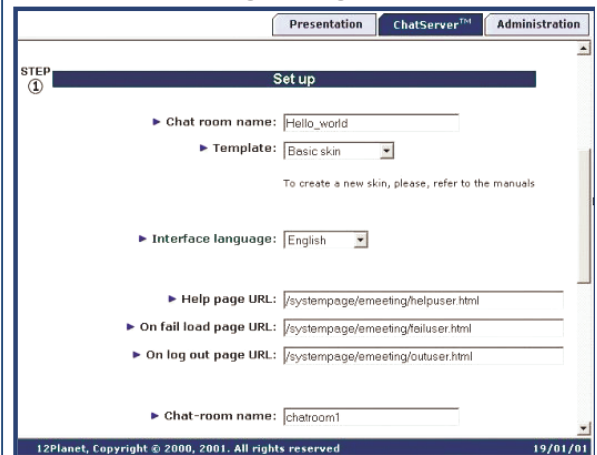 Presentation ChatServer™ Administration
STEP
①
Set up
Chat room name: Hello_world
Template: Basic skin
To create a new skin, please, refer to the manuals
Interface language: English
Help page URL: /systempage/emeeting/helpuser.html
On fail load page URL: /systempage/emeeting/failuser.html
On log out page URL: /systempage/emeeting/outuser.html
Chat-room name: chatroom1
12Planet, Copyright © 2000, 2001. All rights reserved 19/01/01